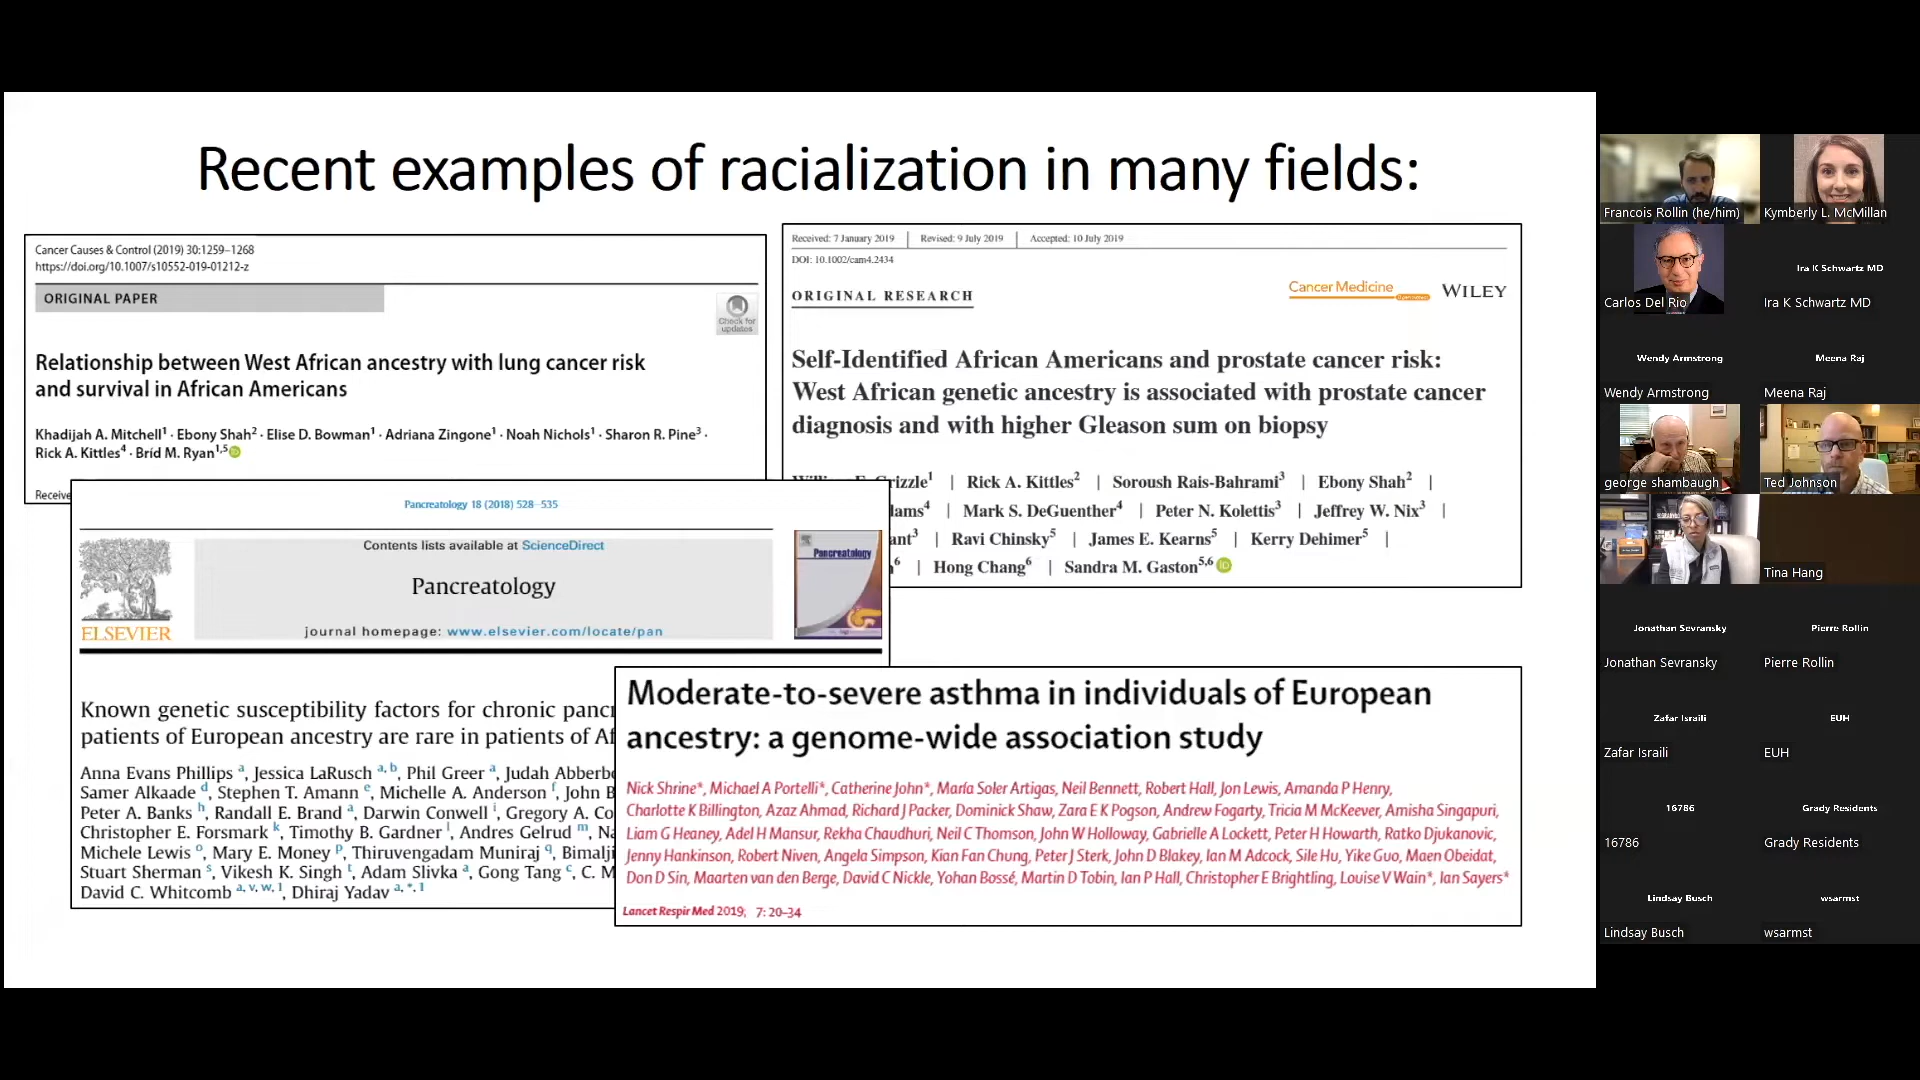 Recent examples of racialization in many fields:
Cancer Causes & Control (2019) 30:1259–1268
https://doi.org/10.1007/s10552-019-01212-z
ORIGINAL PAPER
Check for
updates
Relationship between West African ancestry with lung cancer risk
and survival in African Americans
Khadijah A. Mitchell1 · Ebony Shah2 · Elise D. Bowman1 · Adriana Zingone1 · Noah Nichols1 · Sharon R. Pine3 ·
Rick A. Kittles4 · Bríd M. Ryan1,5
Receive
Received: 7 January 2019 | Revised: 9 July 2019 | Accepted: 10 July 2019
DOI: 10.1002/cam4.2434
ORIGINAL RESEARCH
Cancer Medicine
WILEY
Self-Identified African Americans and prostate cancer risk:
West African genetic ancestry is associated with prostate cancer
diagnosis and with higher Gleason sum on biopsy
Grizzle1 | Rick A. Kittles2 | Soroush Rais-Bahrami3 | Ebony Shah2 |
dams4 | Mark S. DeGuenther4 | Peter N. Kolettis3 | Jeffrey W. Nix3 |
ant3 | Ravi Chinsky5 | James E. Kearns5 | Kerry Dehimer5 |
6 | Hong Chang6 | Sandra M. Gaston5,6
Pancreatology 18 (2018) 528–535
Contents lists available at ScienceDirect
Pancreatology
journal homepage: www.elsevier.com/locate/pan
ELSEVIER
Pancreatology
Known genetic susceptibility factors for chronic pancr
patients of European ancestry are rare in patients of Af
Anna Evans Phillips a, Jessica LaRusch a, b, Phil Greer a, Judah Abberbo
Samer Alkaade d, Stephen T. Amann e, Michelle A. Anderson f, John B
Peter A. Banks h, Randall E. Brand a, Darwin Conwell i, Gregory A. Co
Christopher E. Forsmark k, Timothy B. Gardner l, Andres Gelrud m, Na
Michele Lewis o, Mary E. Money p, Thiruvengadam Muniraj q, Bimalji
Stuart Sherman s, Vikesh K. Singh t, Adam Slivka a, Gong Tang c, C. M
David C. Whitcomb a, v, w, 1, Dhiraj Yadav a, *, 1
Moderate-to-severe asthma in individuals of European
ancestry: a genome-wide association study
Nick Shrine*, Michael A Portelli*, Catherine John*, María Soler Artigas, Neil Bennett, Robert Hall, Jon Lewis, Amanda P Henry,
Charlotte K Billington, Azaz Ahmad, Richard J Packer, Dominick Shaw, Zara E K Pogson, Andrew Fogarty, Tricia M McKeever, Amisha Singapuri,
Liam G Heaney, Adel H Mansur, Rekha Chaudhuri, Neil C Thomson, John W Holloway, Gabrielle A Lockett, Peter H Howarth, Ratko Djukanovic,
Jenny Hankinson, Robert Niven, Angela Simpson, Kian Fan Chung, Peter J Sterk, John D Blakey, Ian M Adcock, Sile Hu, Yike Guo, Maen Obeidat,
Don D Sin, Maarten van den Berge, David C Nickle, Yohan Bossé, Martin D Tobin, Ian P Hall, Christopher E Brightling, Louise V Wain*, Ian Sayers*
Lancet Respir Med 2019; 7: 20–34
Francois Rollin (he/him)
Kymberly L. McMillan
Carlos Del Rio
Ira K Schwartz MD
Ira K Schwartz MD
Wendy Armstrong
Wendy Armstrong
Meena Raj
Meena Raj
george shambaugh
Ted Johnson
Tina Hang
Jonathan Sevransky
Jonathan Sevransky
Pierre Rollin
Pierre Rollin
Zafar Israili
Zafar Israili
EUH
EUH
16786
16786
Grady Residents
Grady Residents
Lindsay Busch
Lindsay Busch
wsarmst
wsarmst